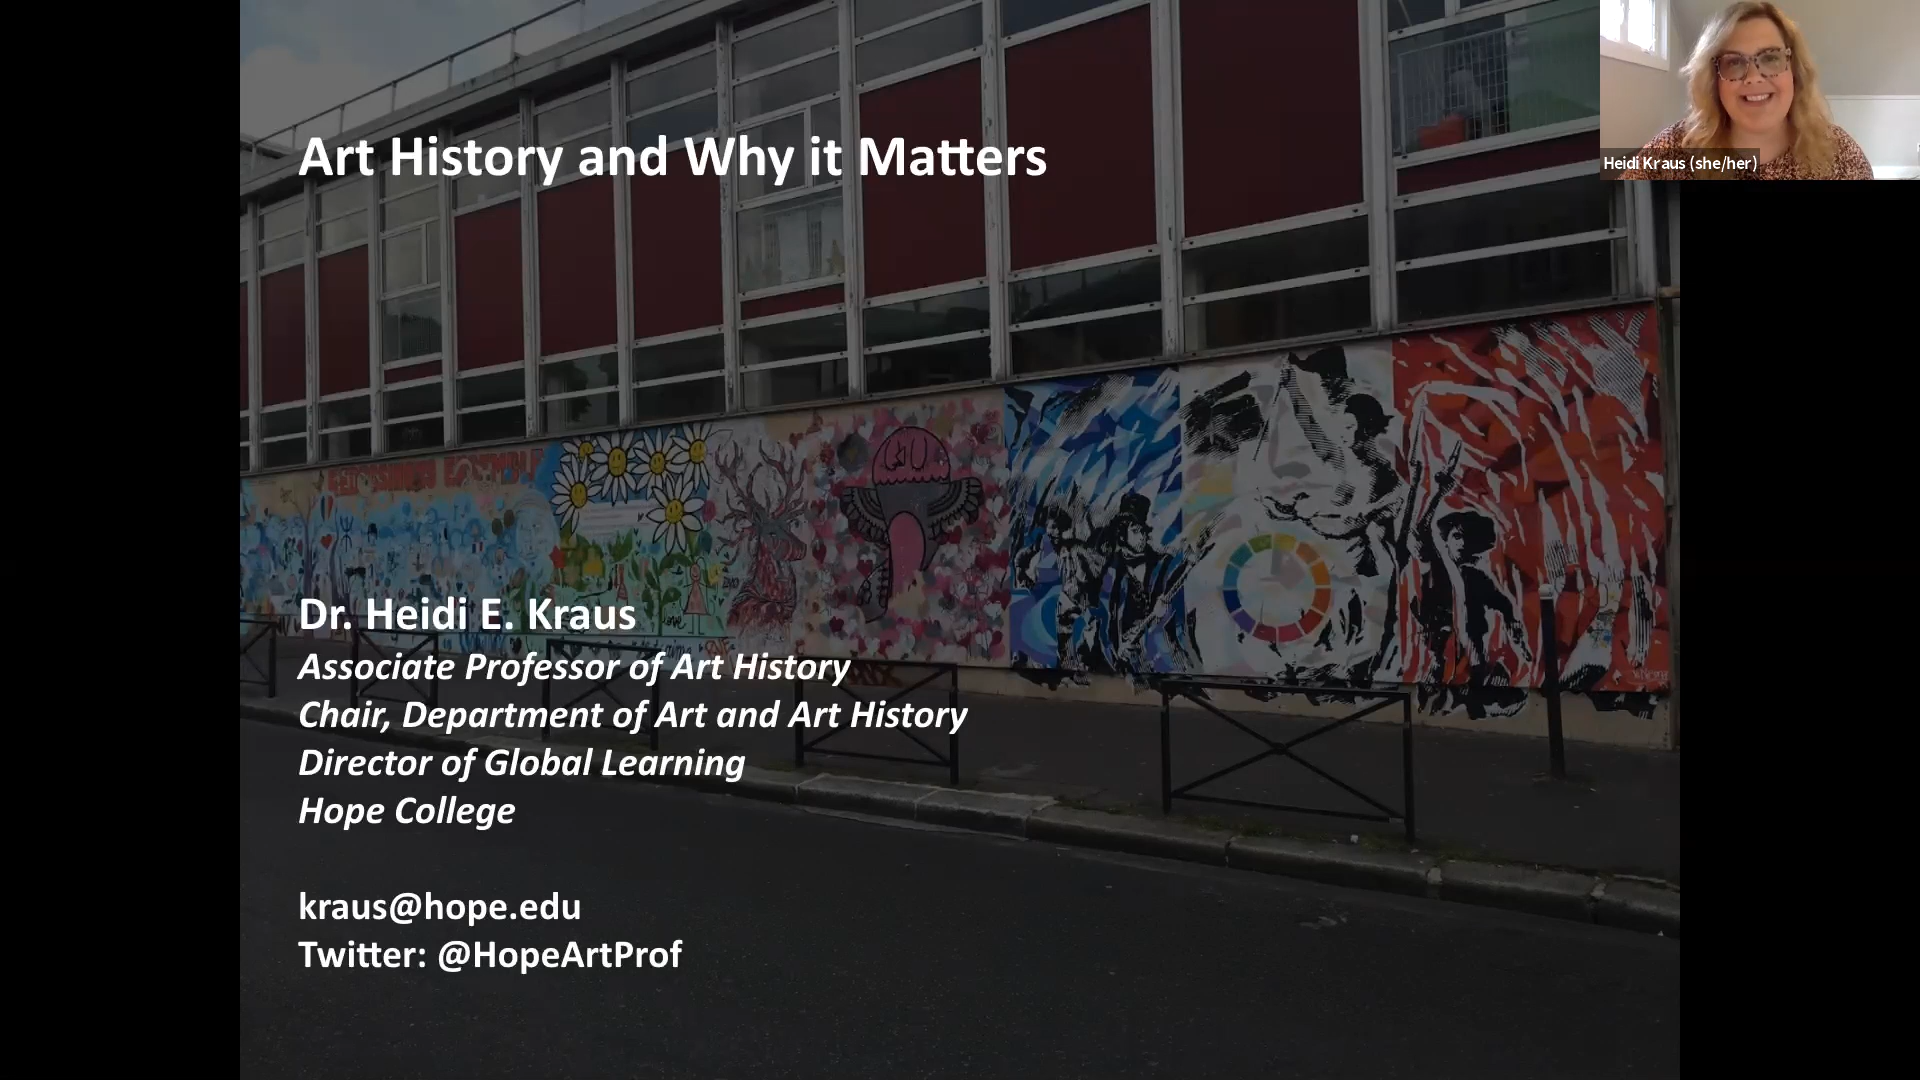 Art History and Why it Matters
Heidi Kraus (she/her)
Dr. Heidi E. Kraus
Associate Professor of Art History
Chair, Department of Art and Art History
Director of Global Learning
Hope College
kraus@hope.edu
Twitter: @HopeArtProf